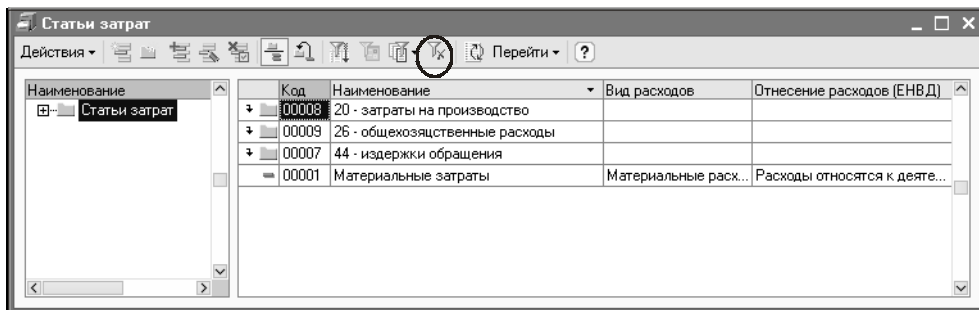 Статьи затрат
Действия Перейти ?
Наименование
Статьи затрат
Код Наименование Вид расходов Отнесение расходов (ЕНВД)
00008 20 - затраты на производство
00009 26 - общехозяцственные расходы
00007 44 - издержки обращения
00001 Материальные затраты Материальные расх... Расходы относятся к деяте...